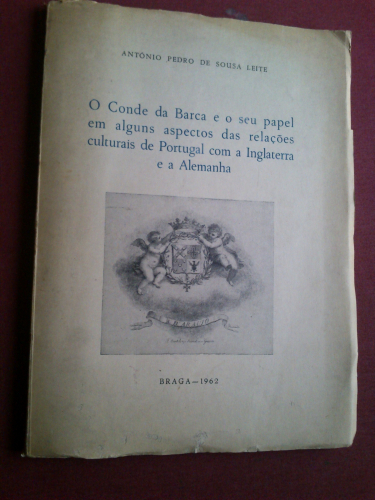 ANTÓNIO PEDRO DE SOUSA LEITE
O Conde da Barca e o seu papel
em alguns aspectos das relações
culturais de Portugal com a Inglaterra
e a Alemanha
BRAGA—1962